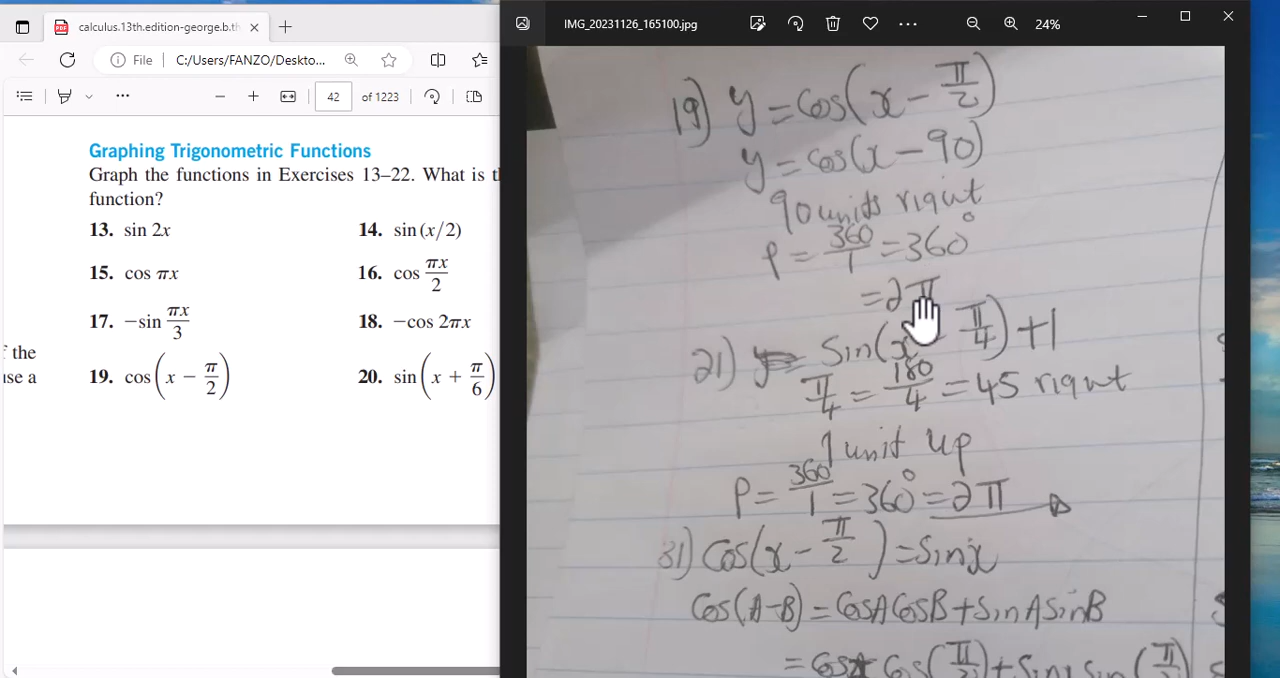 calculus.13th.edition-george.b.th
File C:/Users/FANZO/Deskto...
42 of 1223
Graphing Trigonometric Functions
Graph the functions in Exercises 13–22. What is t
function?
13. sin 2x 14. sin (x/2)
15. cos πx 16. cos πx/2
17. −sin πx/3 18. −cos 2πx
f the
use a
19. cos(x − π/2) 20. sin(x + π/6)
IMG_20231126_165100.jpg 24%
19) y = cos(x − π/2)
y = cos(x − 90)
90 units right
P = 360/1 = 360°
= 2π
21) y = sin(x π/4) + 1
π/4 = 180/4 = 45 right
1 unit up
P = 360/1 = 360° = 2π
31) cos(x − π/2) = sin x
cos(A−B) = cosA cosB + sinA sinB